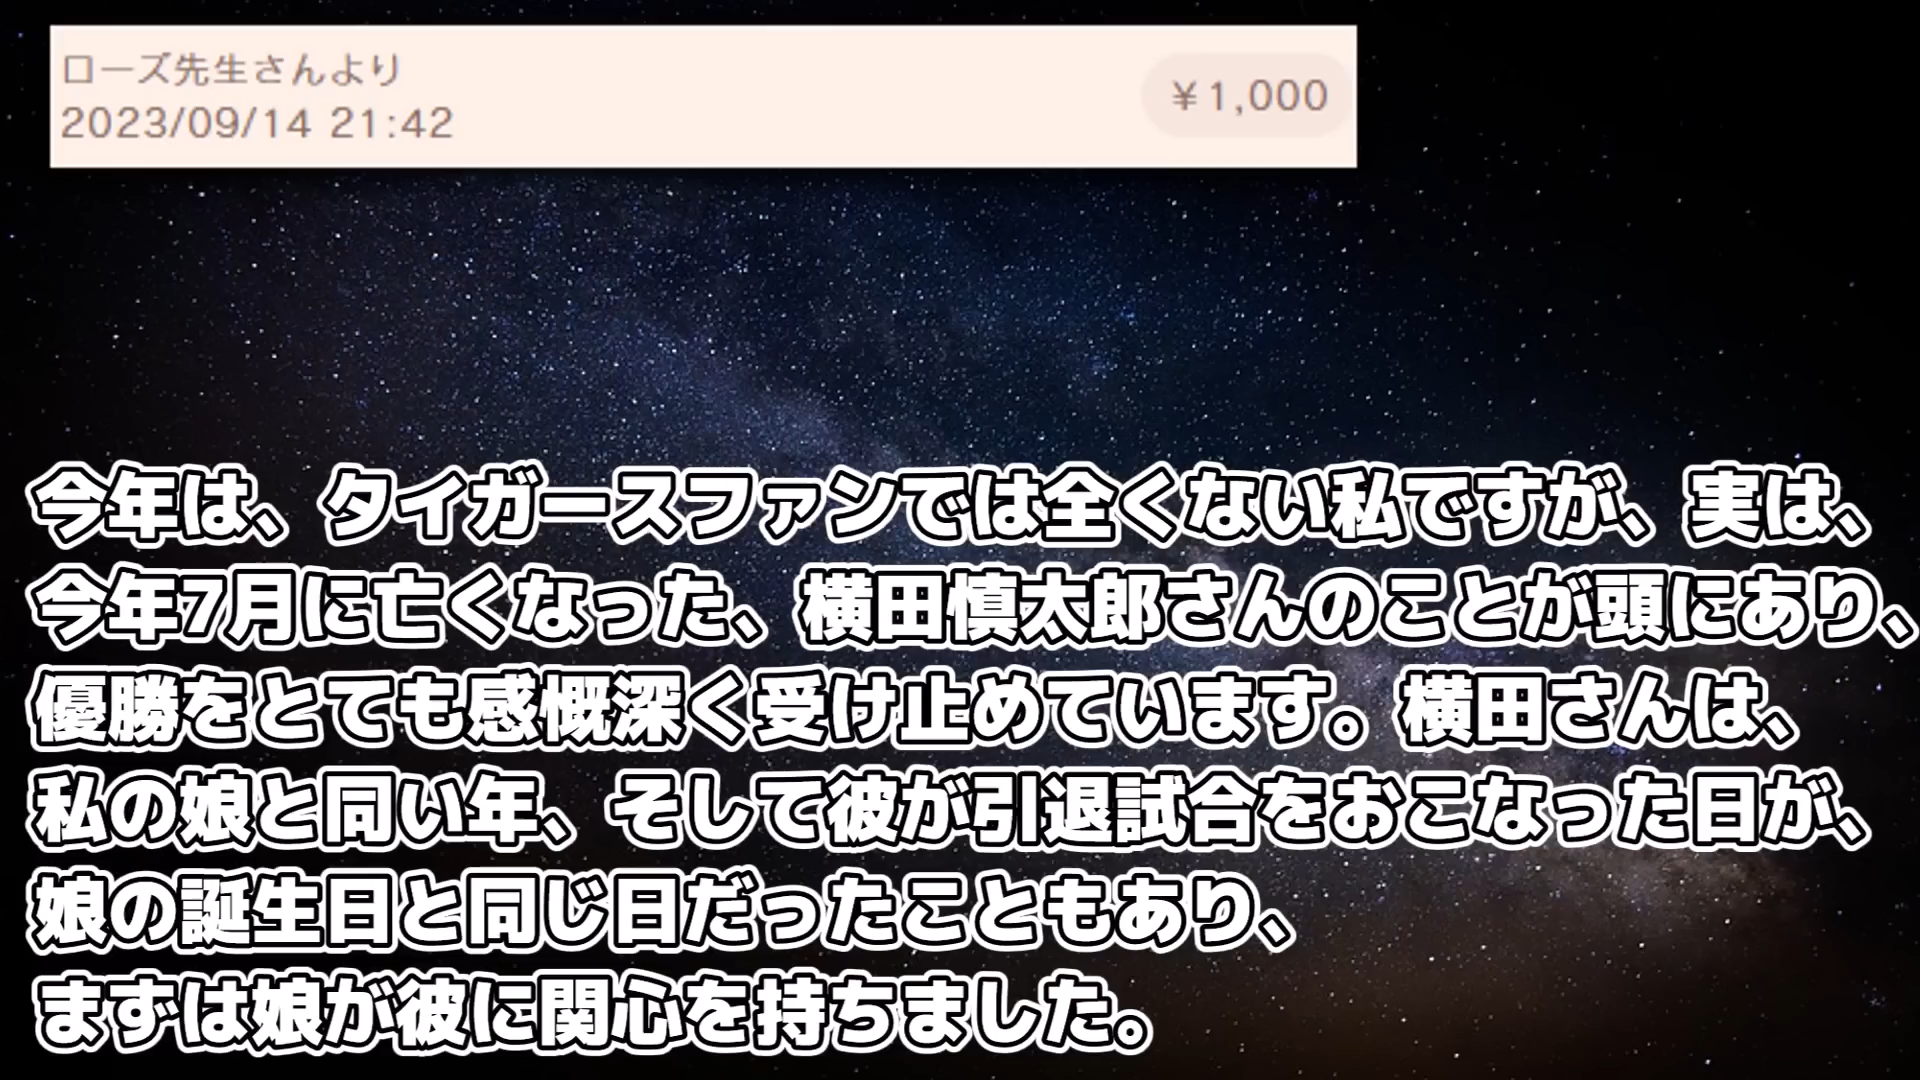 ローズ先生さんより
2023/09/14 21:42
¥1,000
今年は、タイガースファンでは全くない私ですが、実は、
今年7月に亡くなった、横田慎太郎さんのことが頭にあり、
優勝をとても感慨深く受け止めています。横田さんは、
私の娘と同い年、そして彼が引退試合をおこなった日が、
娘の誕生日と同じ日だったこともあり、
まずは娘が彼に関心を持ちました。